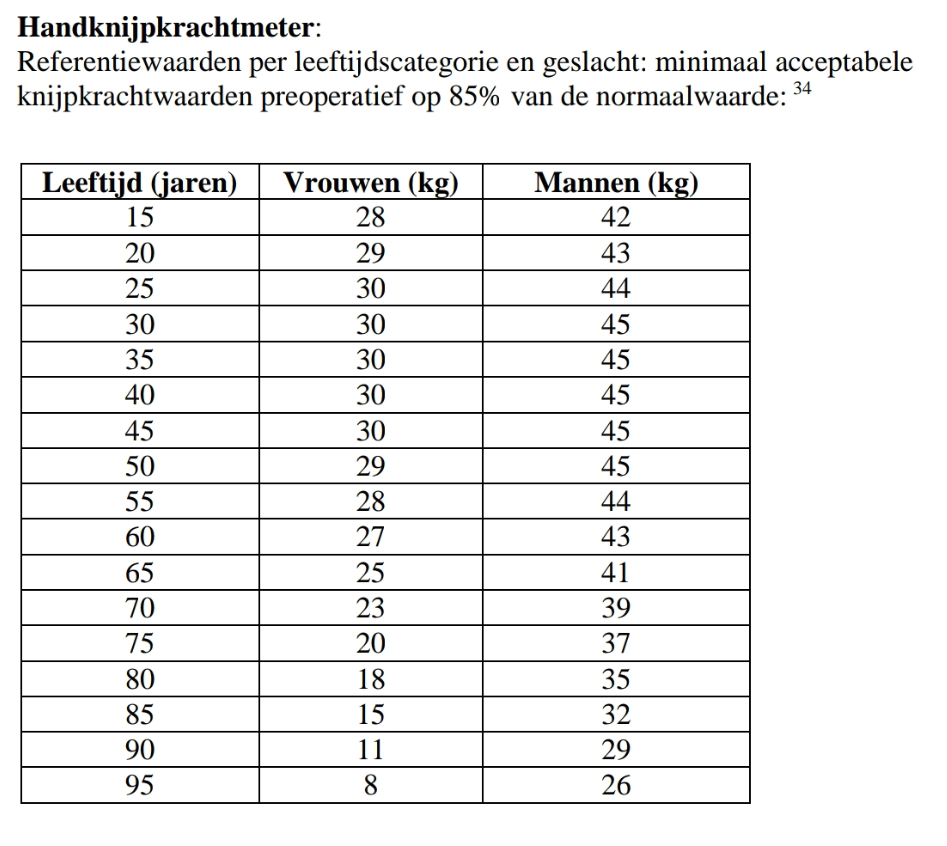 Handknijpkrachtmeter:
Referentiewaarden per leeftijdscategorie en geslacht: minimaal acceptabele
knijpkrachtwaarden preoperatief op 85% van de normaalwaarde: 34
Leeftijd (jaren) Vrouwen (kg) Mannen (kg)
15 28 42
20 29 43
25 30 44
30 30 45
35 30 45
40 30 45
45 30 45
50 29 45
55 28 44
60 27 43
65 25 41
70 23 39
75 20 37
80 18 35
85 15 32
90 11 29
95 8 26